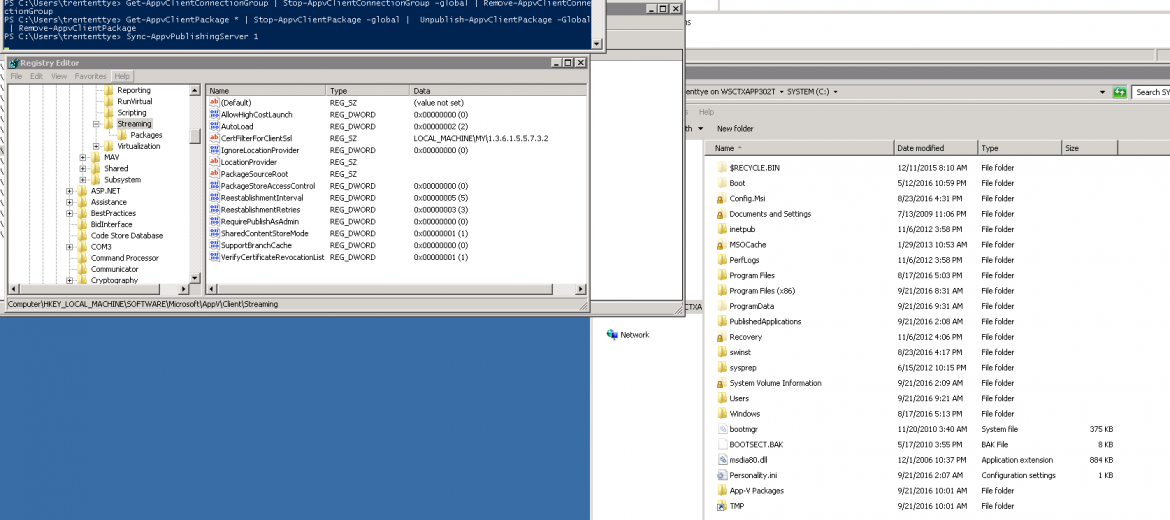 PS C:\Users\trententtye> Get-AppvClientConnectionGroup | Stop-AppvClientConnectionGroup -global | Remove-AppvClientConne
ctionGroup
PS C:\Users\trententtye> Get-AppvClientPackage * | Stop-AppvClientPackage -global | Unpublish-AppvClientPackage -Global
| Remove-AppvClientPackage
PS C:\Users\trententtye> Sync-AppvPublishingServer 1
Registry Editor
File Edit View Favorites Help
Reporting
RunVirtual
Scripting
Streaming
Packages
Virtualization
MAV
Shared
Subsystem
ASP.NET
Assistance
BestPractices
BidInterface
Code Store Database
COM3
Command Processor
Communicator
Cryptography
Name Type Data
(Default) REG_SZ (value not set)
AllowHighCostLaunch REG_DWORD 0x00000000 (0)
AutoLoad REG_DWORD 0x00000002 (2)
CertFilterForClientSsl REG_SZ LOCAL_MACHINE\MY\1.3.6.1.5.5.7.3.2
IgnoreLocationProvider REG_DWORD 0x00000000 (0)
LocationProvider REG_SZ
PackageSourceRoot REG_SZ
PackageStoreAccessControl REG_DWORD 0x00000000 (0)
ReestablishmentInterval REG_DWORD 0x00000005 (5)
ReestablishmentRetries REG_DWORD 0x00000003 (3)
RequirePublishAsAdmin REG_DWORD 0x00000000 (0)
SharedContentStoreMode REG_DWORD 0x00000001 (1)
SupportBranchCache REG_DWORD 0x00000000 (0)
VerifyCertificateRevocationList REG_DWORD 0x00000001 (1)
Computer\HKEY_LOCAL_MACHINE\SOFTWARE\Microsoft\AppV\Client\Streaming
CTXA
Network
enttye on WSCTXAPP302T SYSTEM (C:) Search SY
Help
th New folder
Name Date modified Type Size
$RECYCLE.BIN 12/11/2015 8:10 AM File folder
Boot 5/12/2016 10:59 PM File folder
Config.Msi 8/23/2016 4:31 PM File folder
Documents and Settings 7/13/2009 11:06 PM File folder
inetpub 11/6/2012 3:58 PM File folder
MSOCache 1/29/2013 10:53 AM File folder
PerfLogs 11/6/2012 3:58 PM File folder
Program Files 8/17/2016 5:03 PM File folder
Program Files (x86) 9/21/2016 8:31 AM File folder
ProgramData 9/21/2016 9:31 AM File folder
PublishedApplications 9/21/2016 2:08 AM File folder
Recovery 11/6/2012 4:06 PM File folder
swinst 8/23/2016 4:17 PM File folder
sysprep 6/15/2012 10:15 PM File folder
System Volume Information 9/21/2016 2:09 AM File folder
Users 9/21/2016 9:21 AM File folder
Windows 8/17/2016 5:13 PM File folder
bootmgr 11/20/2010 3:40 AM System file 375 KB
BOOTSECT.BAK 5/17/2010 3:55 PM BAK File 8 KB
msdia80.dll 12/1/2006 10:37 PM Application extension 884 KB
Personality.ini 9/21/2016 2:07 AM Configuration settings 1 KB
App-V Packages 9/21/2016 10:01 AM File folder
TMP 9/21/2016 10:01 AM File folder